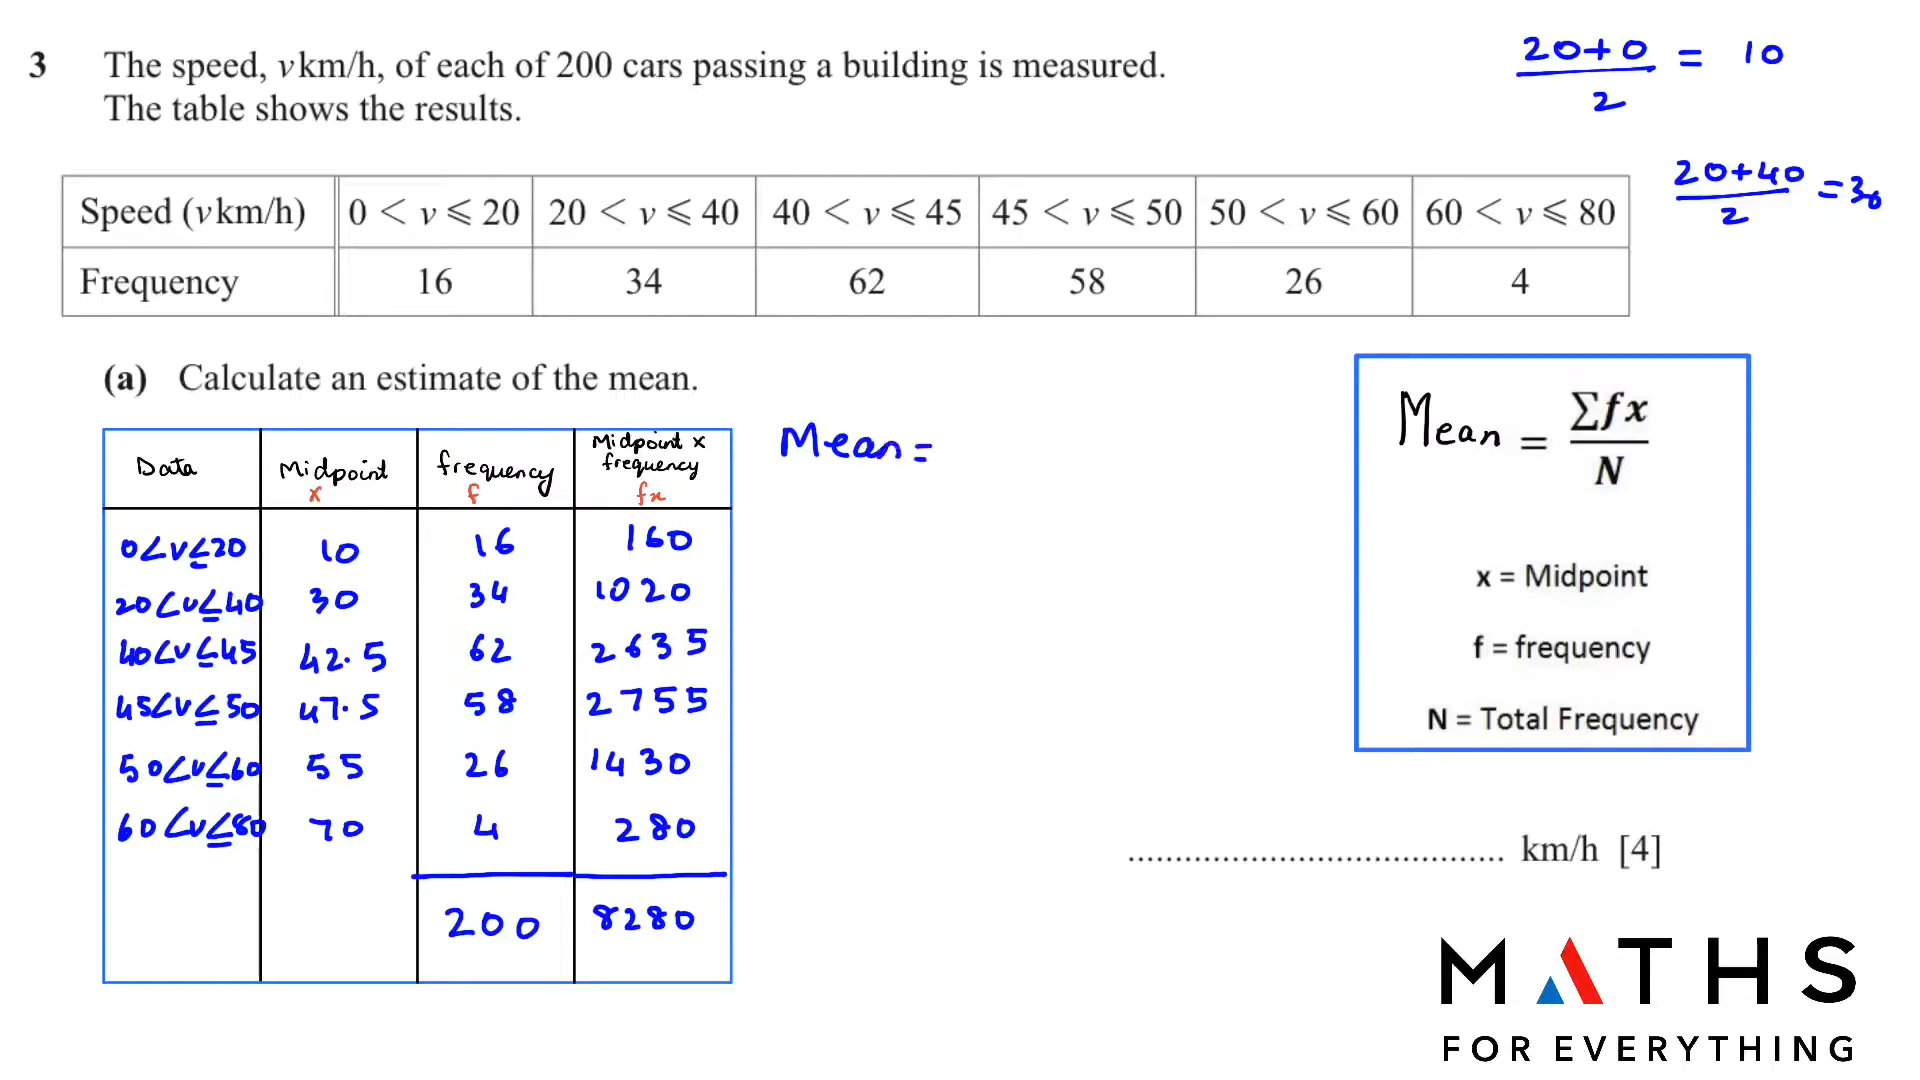 3 The speed, v km/h, of each of 200 cars passing a building is measured.
The table shows the results.
20+0 / 2 = 10
20+40 / 2 = 30
Speed (v km/h) 0 < v ⩽ 20 20 < v ⩽ 40 40 < v ⩽ 45 45 < v ⩽ 50 50 < v ⩽ 60 60 < v ⩽ 80
Frequency 16 34 62 58 26 4
(a) Calculate an estimate of the mean.
Data Midpoint x frequency f Midpoint x frequency fx
0<v≤20 10 16 160
20<v≤40 30 34 1020
40<v≤45 42.5 62 2635
45<v≤50 47.5 58 2755
50<v≤60 55 26 1430
60<v≤80 70 4 280
200 8280
Mean =
Mean = ∑fx / N
x = Midpoint
f = frequency
N = Total Frequency
........................................ km/h [4]
MATHS
FOR EVERYTHING